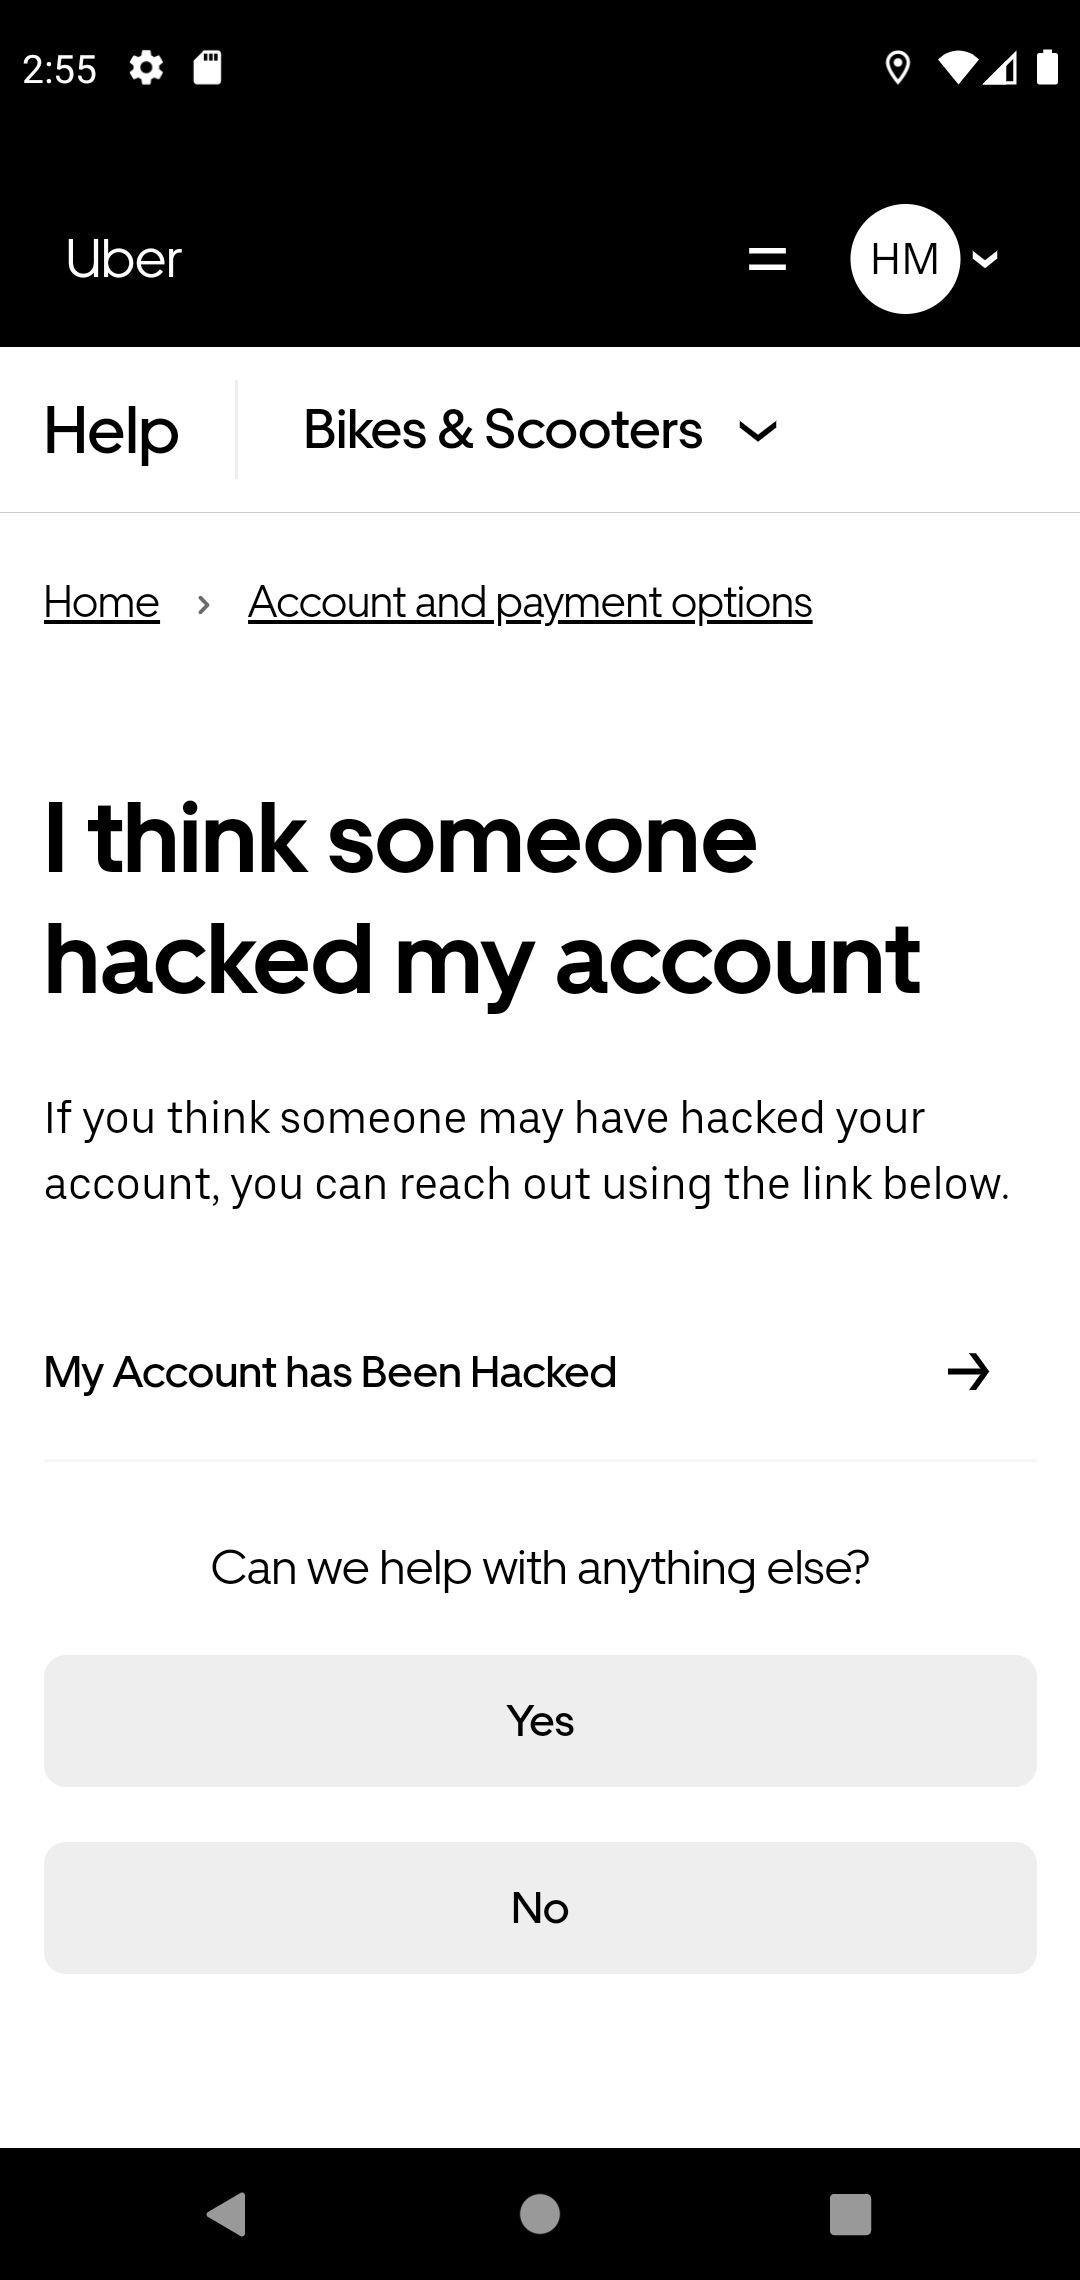 2:55
Uber
HM
Help
Bikes & Scooters
Home
Account and payment options
I think someone
hacked my account
If you think someone may have hacked your
account, you can reach out using the link below.
My Account has Been Hacked
Can we help with anything else?
Yes
No